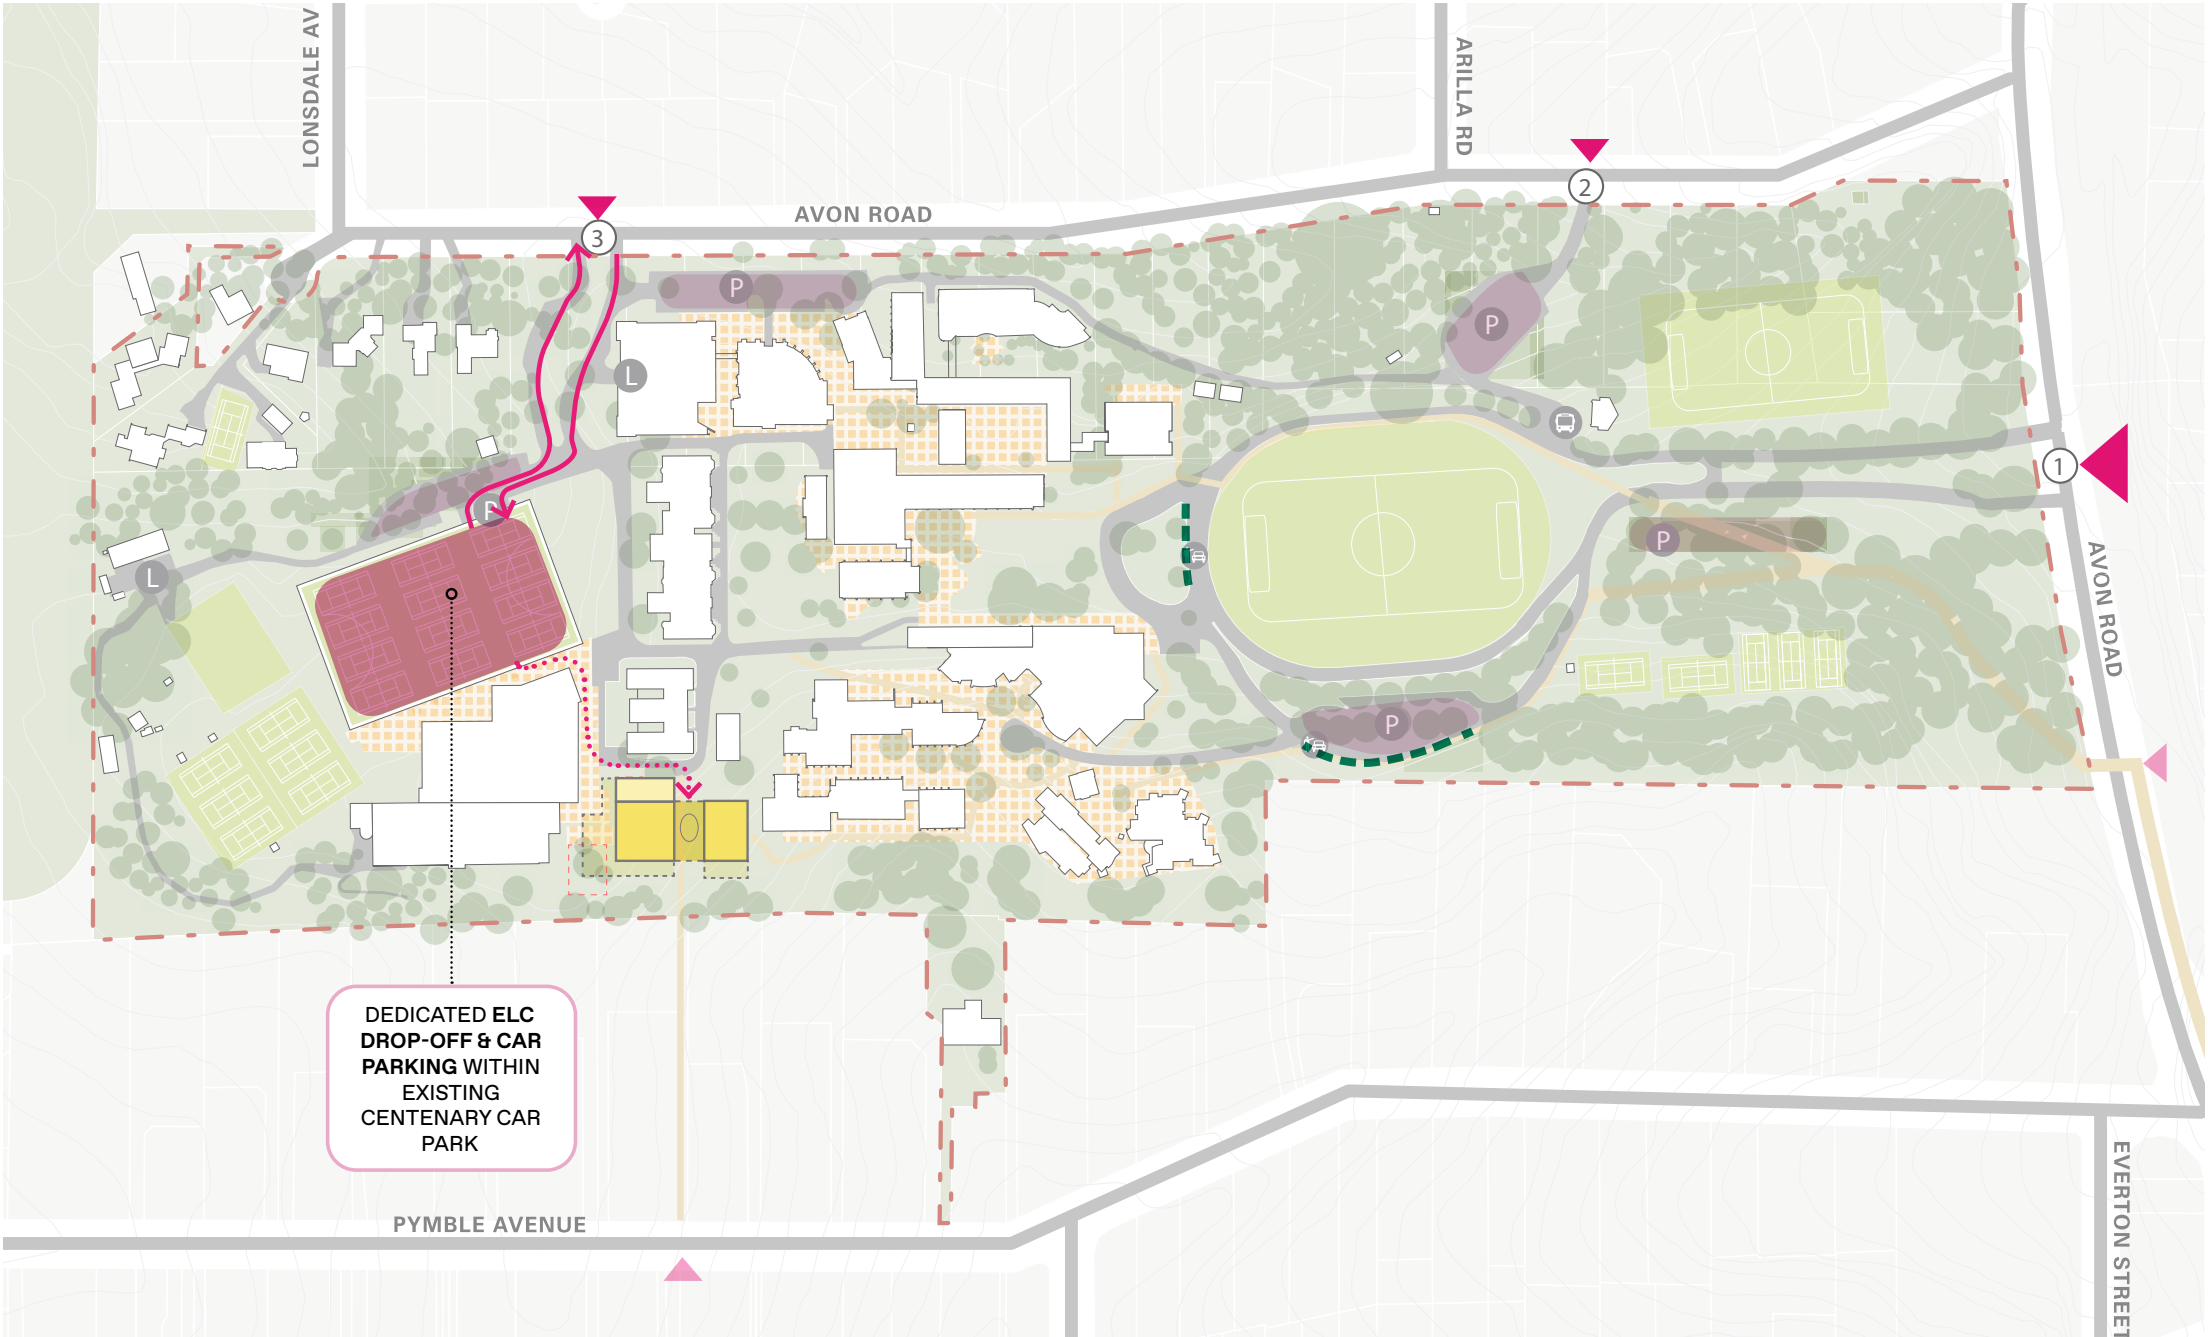 LONSDALE AV
ARILLA RD
2
AVON ROAD
3
P
P
L
1
P
P
L
AVON ROAD
P
DEDICATED ELC
DROP-OFF & CAR
PARKING WITHIN
EXISTING
CENTENARY CAR
PARK
PYMBLE AVENUE
EVERTON STREET